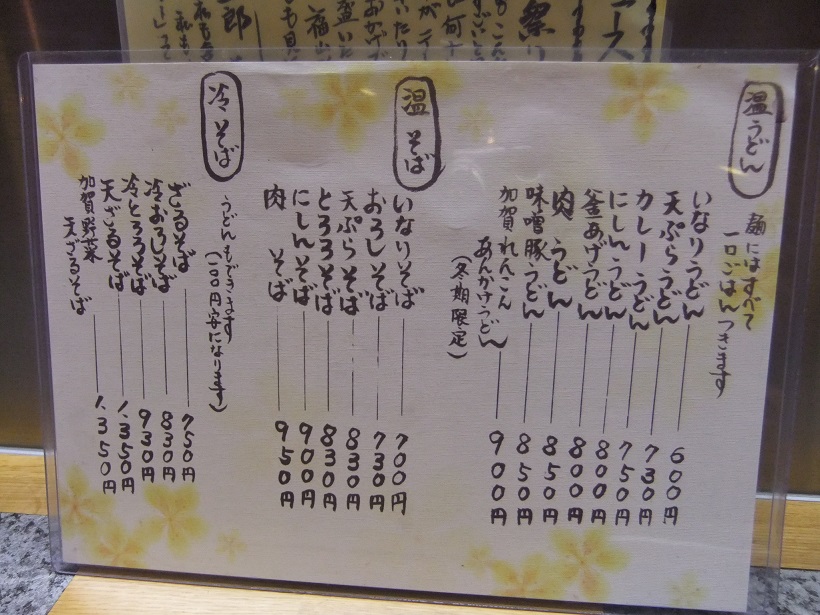 温うどん
麺にはすべて
一口ごはんつきます
いなりうどん 600円
天ぷらうどん 730円
カレーうどん 750円
にしんうどん 800円
釜あげうどん 800円
肉うどん 850円
味噌豚うどん 850円
加賀れんこん
あんかけうどん 900円
(冬期限定)
温そば
いなりそば 700円
おろしそば 730円
天ぷらそば 830円
とろろそば 830円
にしんそば 900円
肉そば 950円
冷そば
うどんもできます
(100円安になります)
ざるそば 750円
冷おろしそば 830円
冷とろろそば 930円
天ざるそば 1,350円
加賀野菜
天ざるそば 1,350円